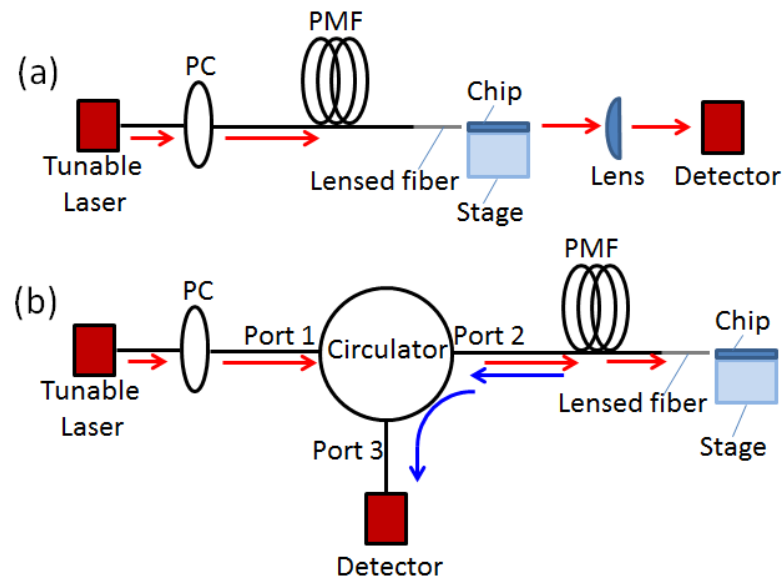 (a)
PMF
PC
Chip
Tunable
Laser
Lensed fiber
Stage
Lens
Detector
(b)
PMF
PC
Port 1
Circulator
Port 2
Chip
Tunable
Laser
Lensed fiber
Stage
Port 3
Detector